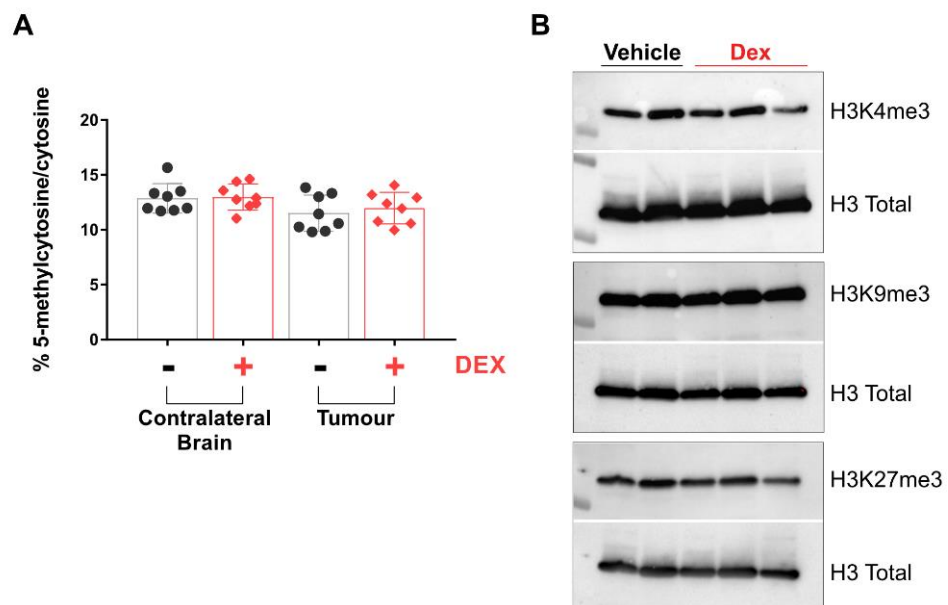 A
% 5-methylcytosine/cytosine
20
15
10
5
0
- + - + DEX
Contralateral
Brain
Tumour
B
Vehicle Dex
H3K4me3
H3 Total
H3K9me3
H3 Total
H3K27me3
H3 Total